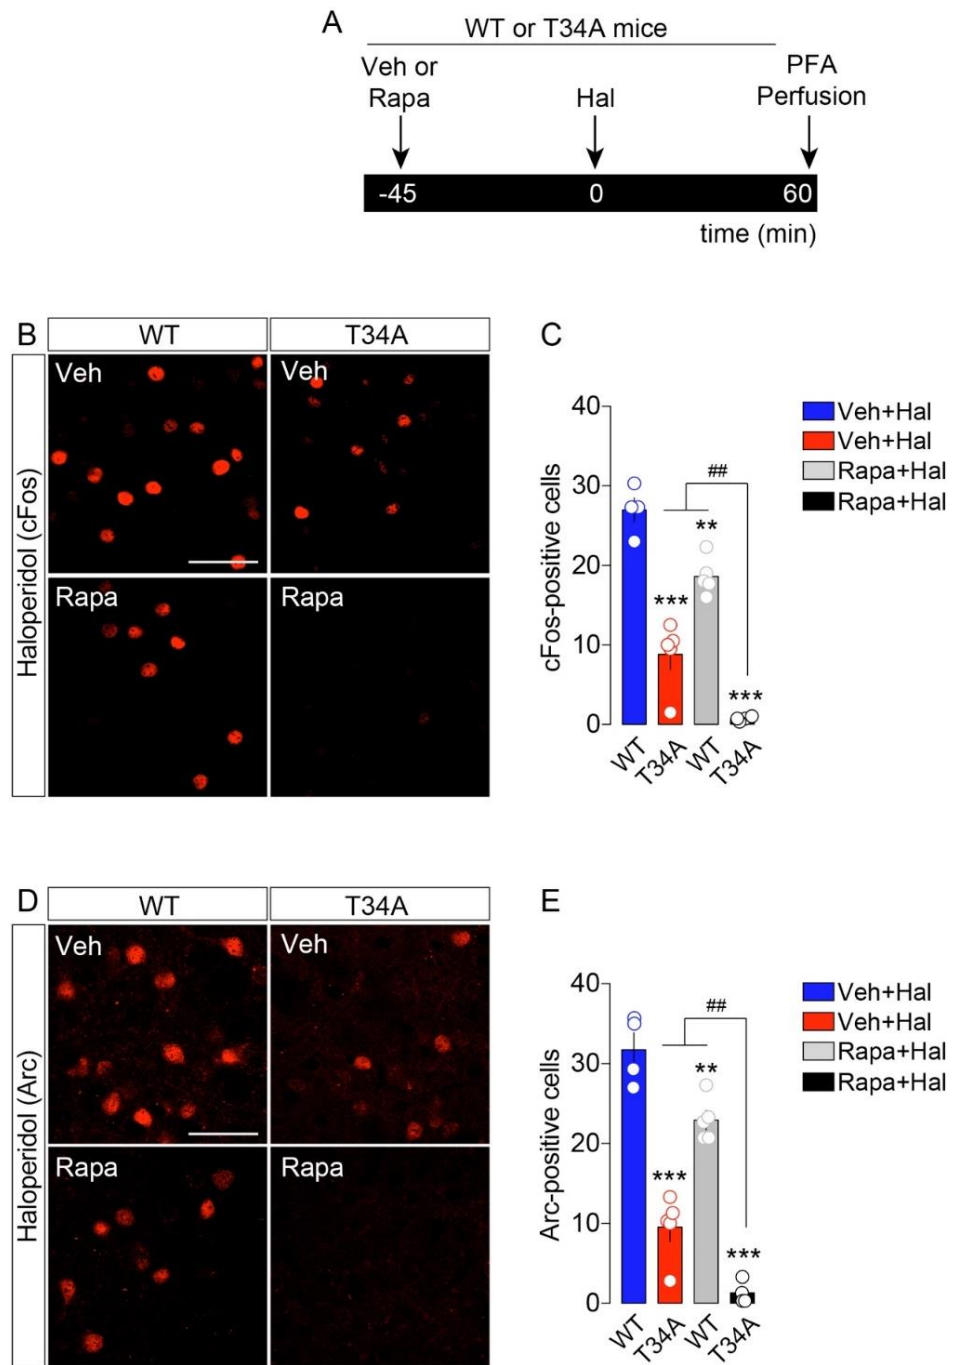 A
WT or T34A mice
Veh or
Rapa
Hal
PFA
Perfusion
-45
0
60
time (min)
B
WT
T34A
Haloperidol (cFos)
Veh
Veh
Rapa
Rapa
C
cFos-positive cells
40
30
20
10
0
##
**
***
***
WT
T34A
WT
T34A
Veh+Hal
Veh+Hal
Rapa+Hal
Rapa+Hal
D
WT
T34A
Haloperidol (Arc)
Veh
Veh
Rapa
Rapa
E
Arc-positive cells
40
30
20
10
0
##
**
***
***
WT
T34A
WT
T34A
Veh+Hal
Veh+Hal
Rapa+Hal
Rapa+Hal